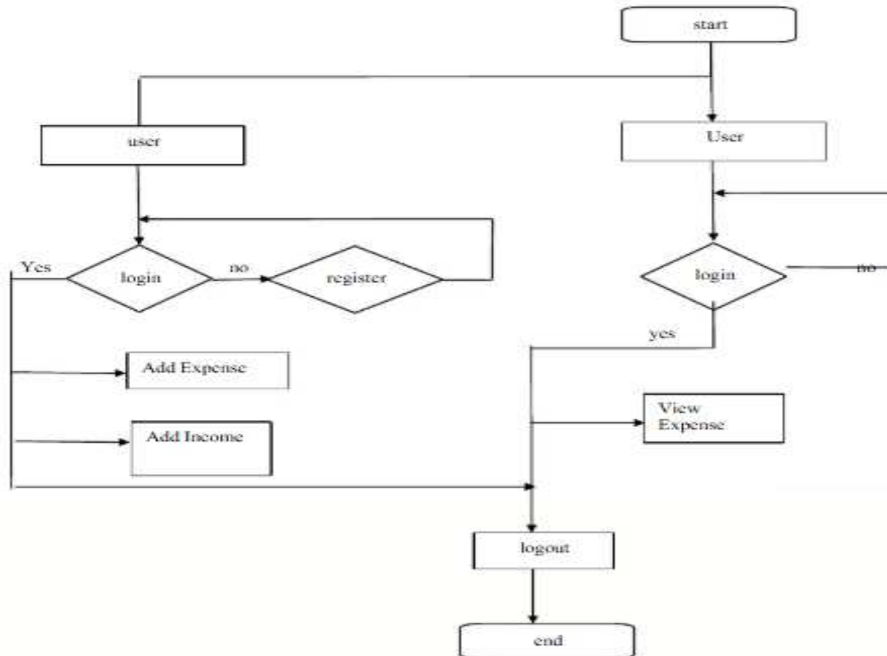 start
user
User
Yes
login
no
register
login
no
yes
Add Expense
View
Expense
Add Income
logout
end